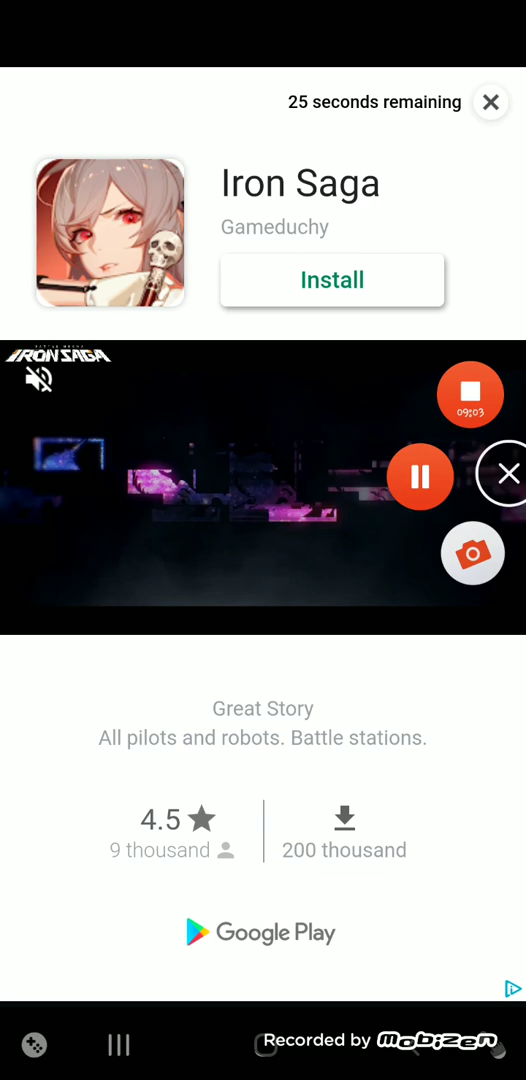 25 seconds remaining
Iron Saga
Gameduchy
Install
IRON SAGA
09:03
Great Story
All pilots and robots. Battle stations.
4.5
9 thousand
200 thousand
Google Play
Recorded by Mobizen